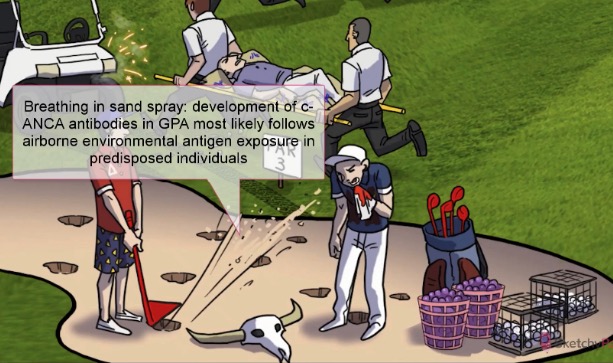 Breathing in sand spray: development of c-
ANCA antibodies in GPA most likely follows
airborne environmental antigen exposure in
predisposed individuals
PAR
3
sketchy